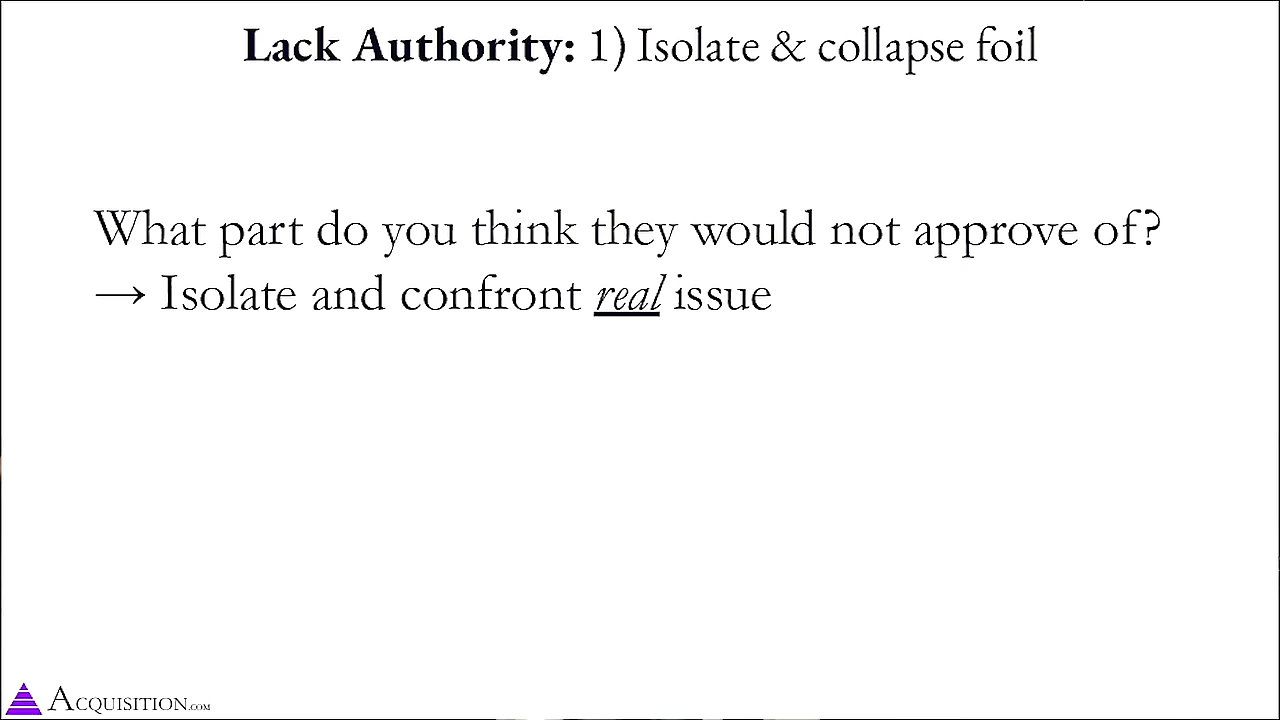 Lack Authority: 1) Isolate & collapse foil
What part do you think they would not approve of?
→ Isolate and confront real issue
ACQUISITION.COM